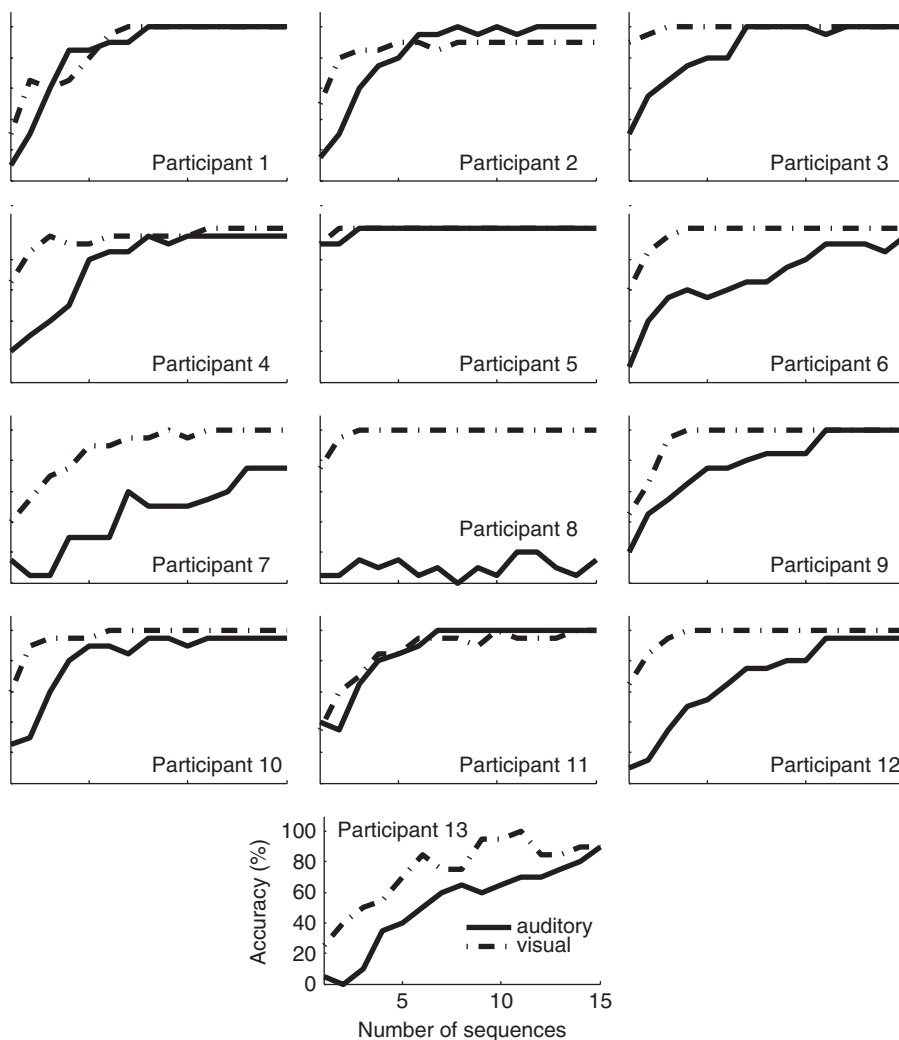 Participant 1
Participant 2
Participant 3
Participant 4
Participant 5
Participant 6
Participant 7
Participant 8
Participant 9
Participant 10
Participant 11
Participant 12
Participant 13
Accuracy (%)
100
80
60
40
20
0
auditory
visual
5
10
15
Number of sequences